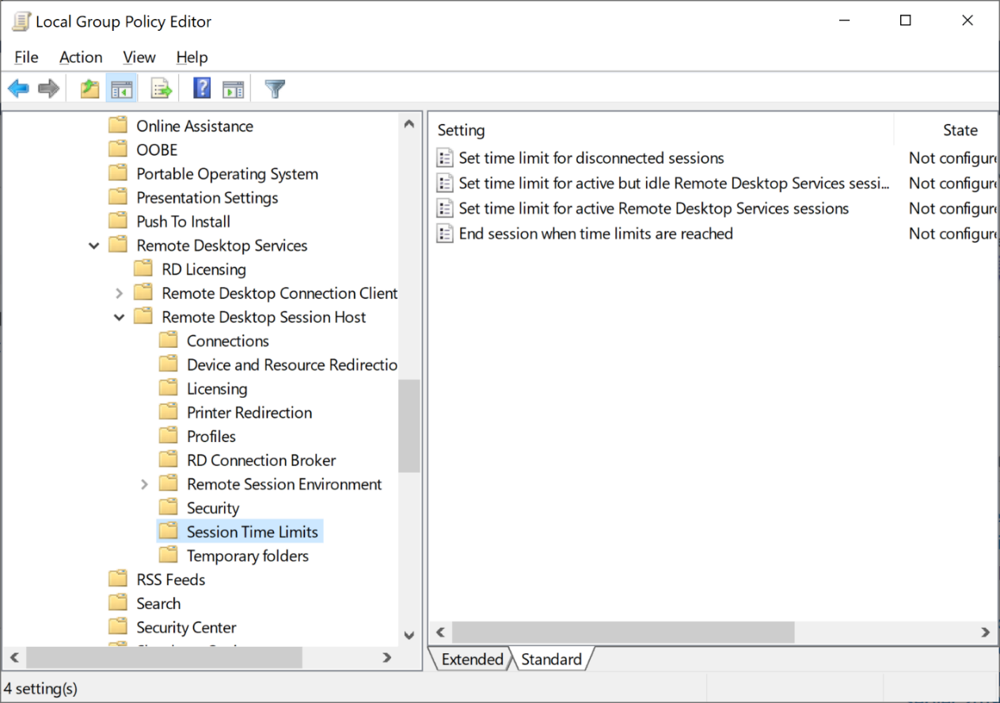 Local Group Policy Editor
File Action View Help
Online Assistance
OOBE
Portable Operating System
Presentation Settings
Push To Install
Remote Desktop Services
RD Licensing
Remote Desktop Connection Client
Remote Desktop Session Host
Connections
Device and Resource Redirectio
Licensing
Printer Redirection
Profiles
RD Connection Broker
Remote Session Environment
Security
Session Time Limits
Temporary folders
RSS Feeds
Search
Security Center
Setting State
Set time limit for disconnected sessions Not configure
Set time limit for active but idle Remote Desktop Services sessi... Not configure
Set time limit for active Remote Desktop Services sessions Not configure
End session when time limits are reached Not configure
Extended Standard
4 setting(s)